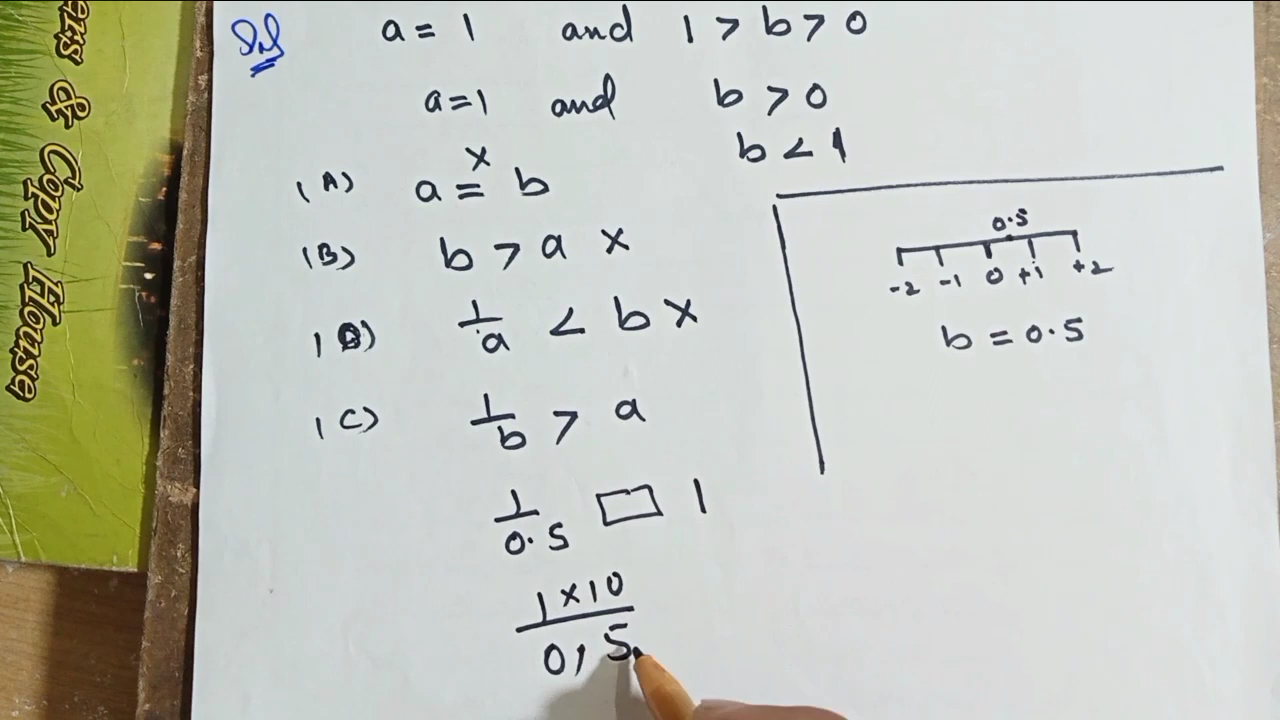 Sol a = 1 and 1 > b > 0
a=1 and b > 0
b < 1
(A) a = b x
(B) b > a x
1/a < b x
(C) 1/b > a
1/0.5 □ 1
1 x 10
0, 5
0.5
-2 -1 0 +1 +2
b = 0.5
& Copy House